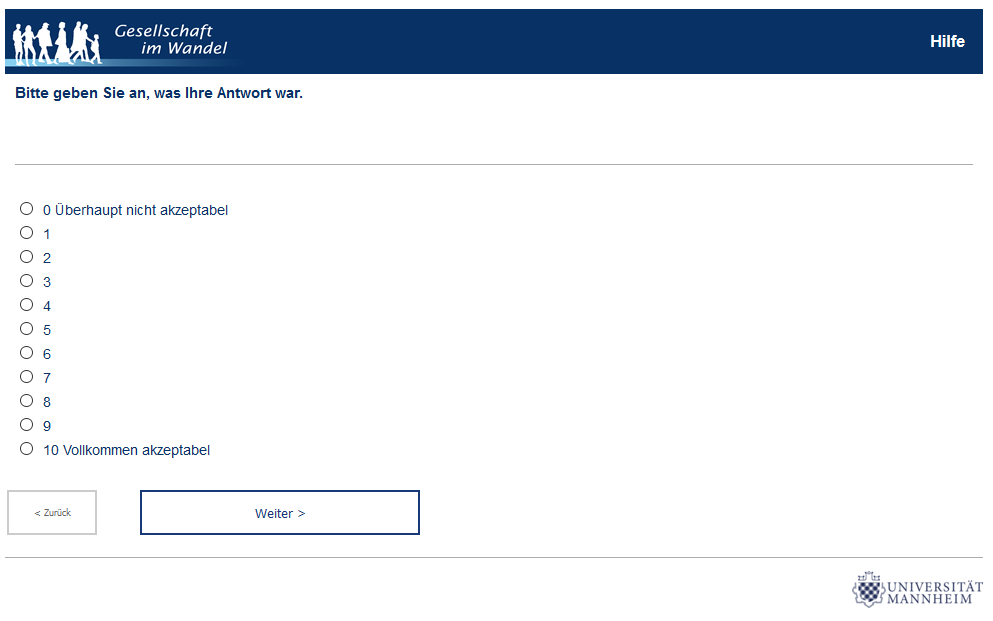 Gesellschaft
im Wandel
Hilfe
Bitte geben Sie an, was Ihre Antwort war.
0 Überhaupt nicht akzeptabel
1
2
3
4
5
6
7
8
9
10 Vollkommen akzeptabel
< Zurück
Weiter >
UNIVERSITÄT
MANNHEIM